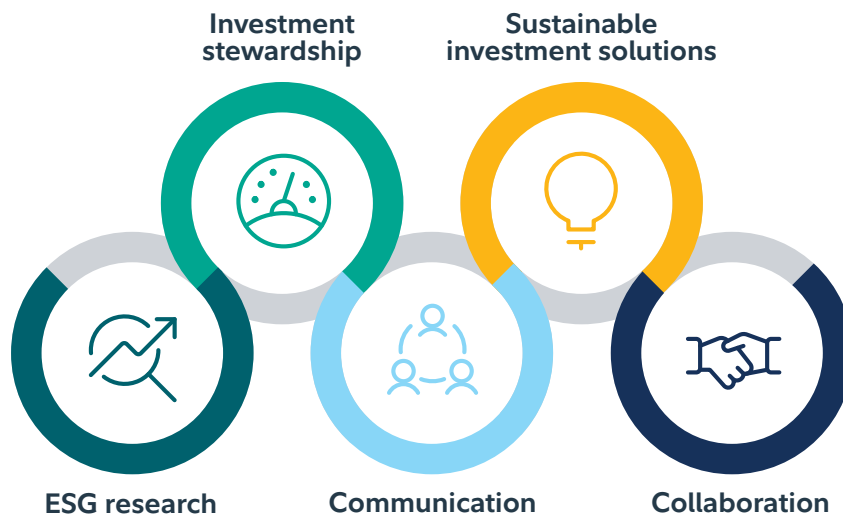 Investment
stewardship
Sustainable
investment solutions
ESG research
Communication
Collaboration